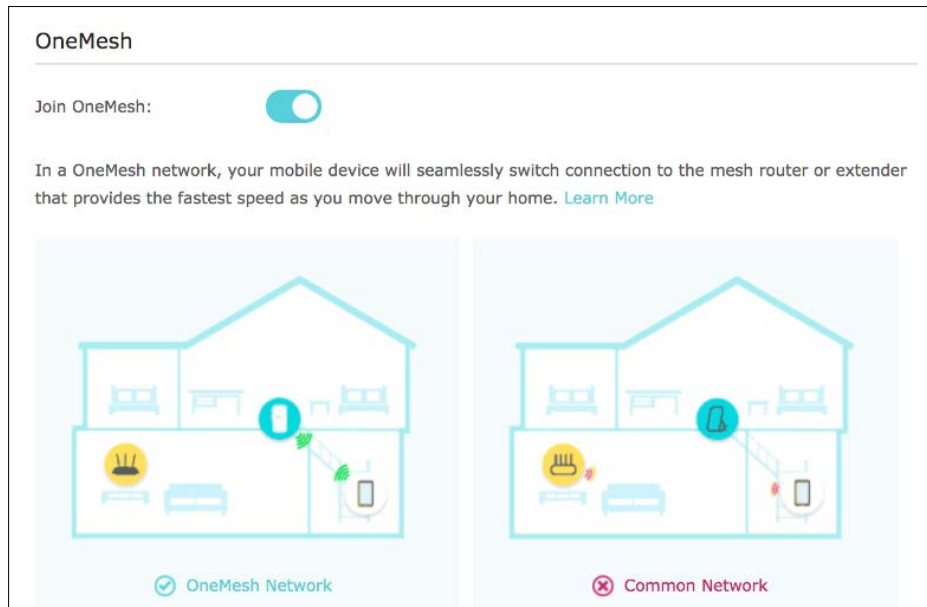 OneMesh
Join OneMesh:
In a OneMesh network, your mobile device will seamlessly switch connection to the mesh router or extender
that provides the fastest speed as you move through your home. Learn More
OneMesh Network
Common Network